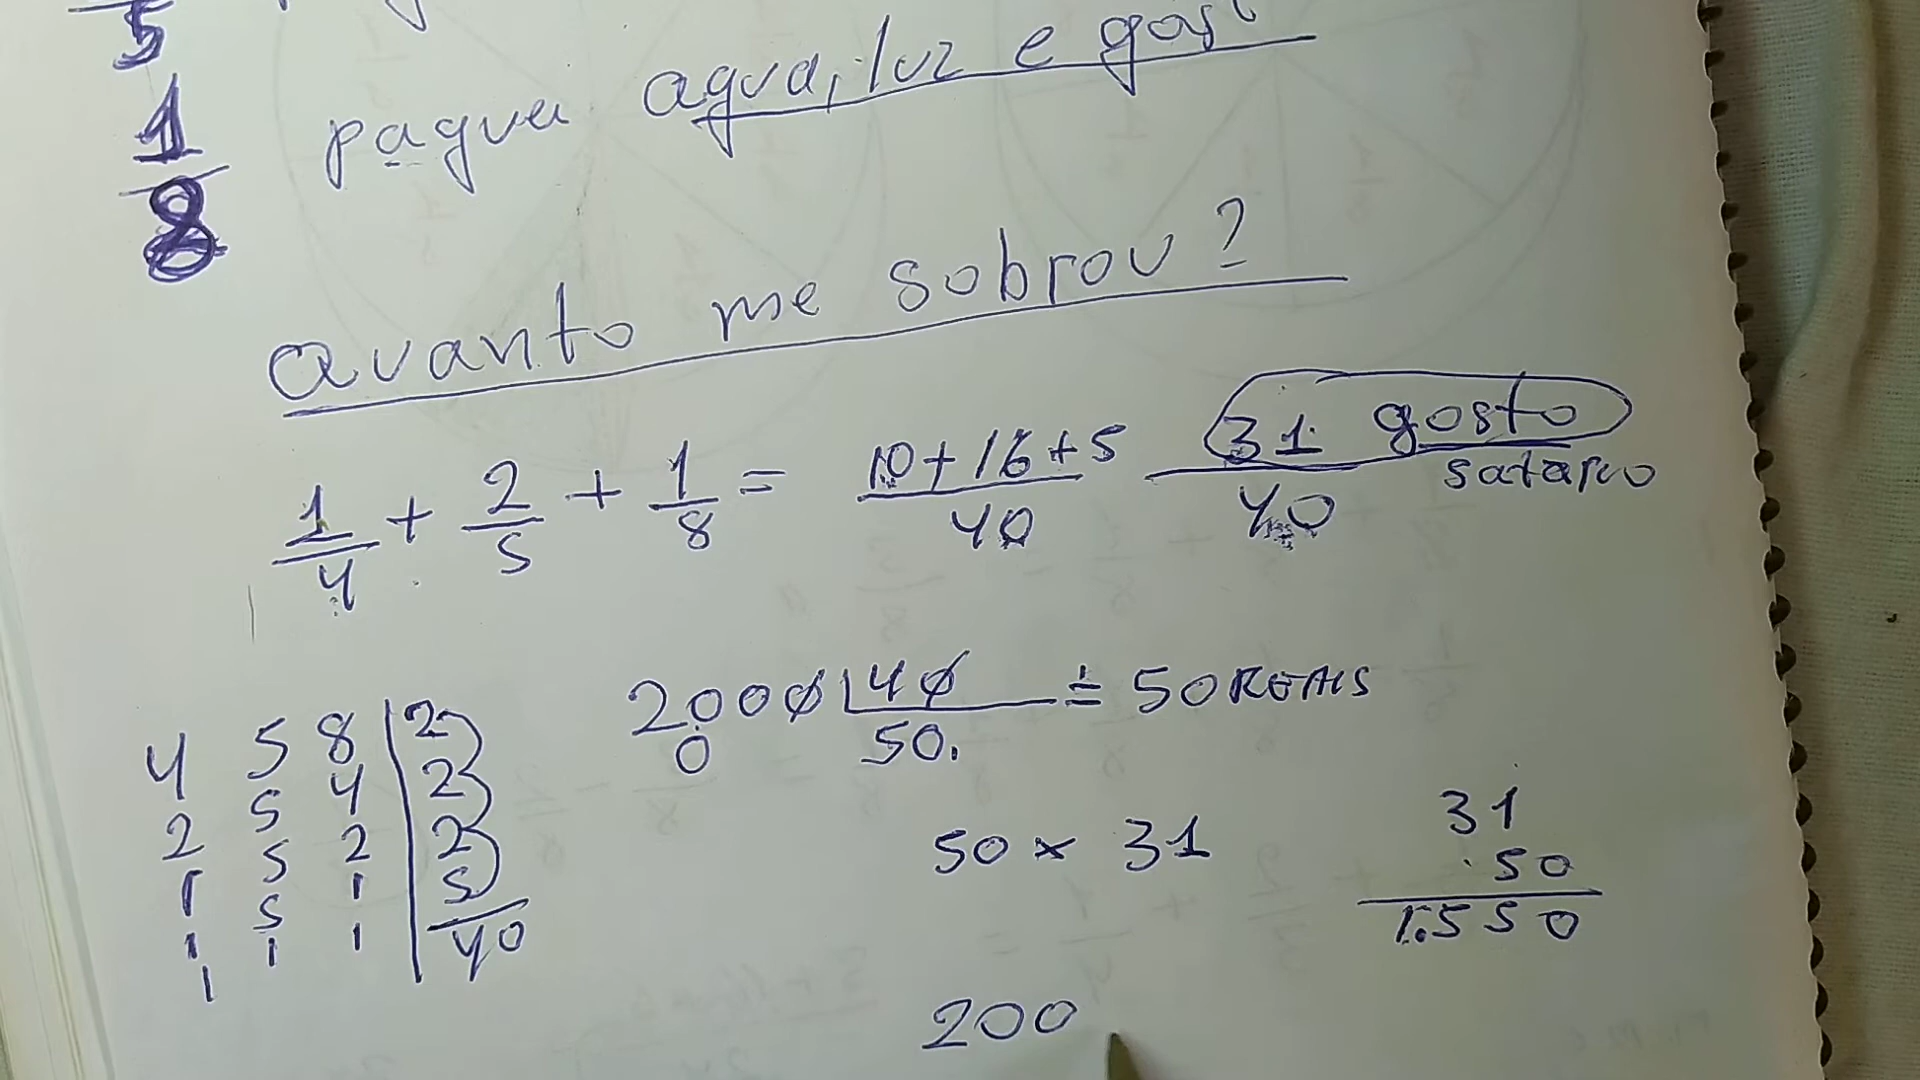 5
1/8 paguei agua, luz e gas
Quanto me sobrou?
1/4 + 2/5 + 1/8 = 10+16+5/40 31/40 gasto
satário
2000 40 = 50 REAIS
0 50.
4 5 8 2
5 4 2
2 5 2 2
1 5 1 5
1 1 1 40
1
50 x 31
31
50
1.550
200